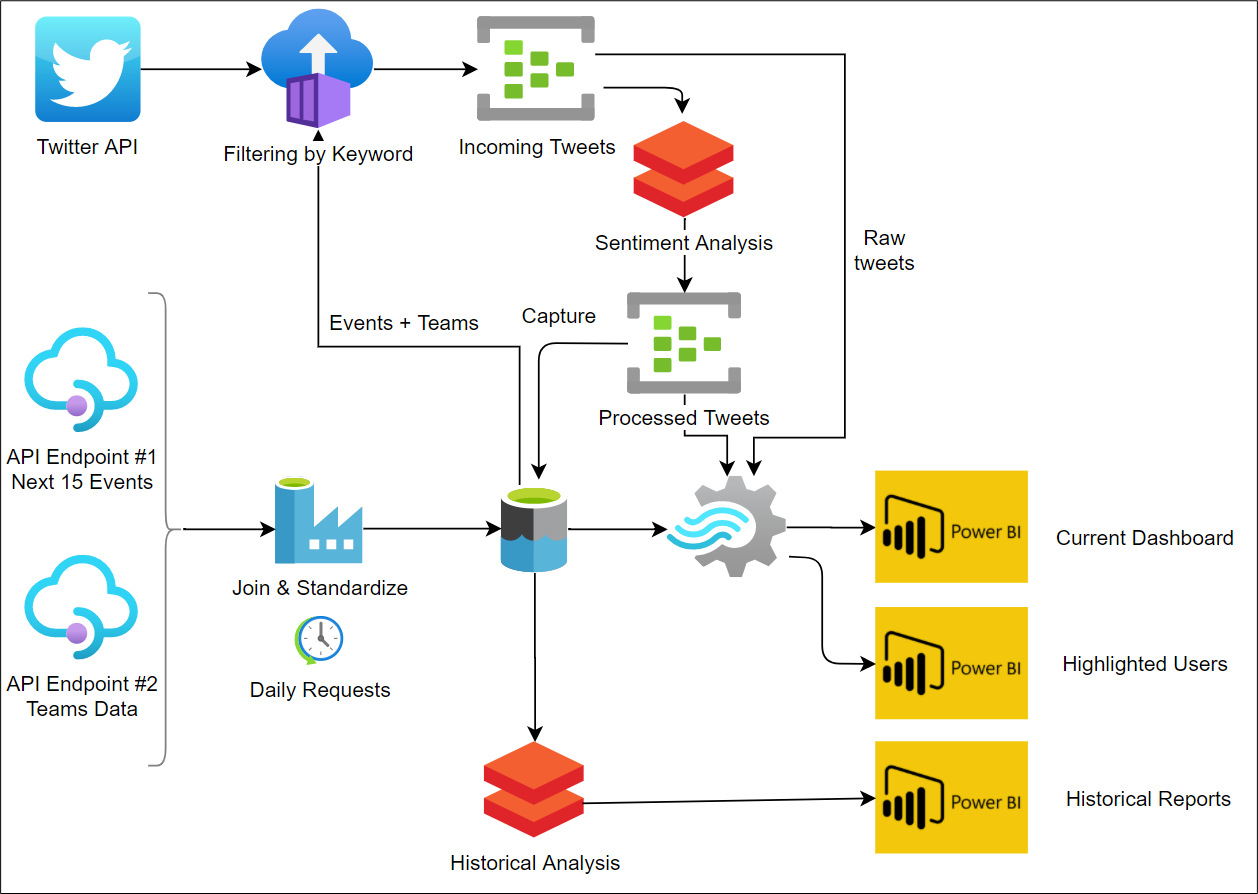 Twitter API
Filtering by Keyword
Incoming Tweets
Sentiment Analysis
Raw
tweets
Events + Teams
Capture
Processed Tweets
API Endpoint #1
Next 15 Events
Join & Standardize
Daily Requests
API Endpoint #2
Teams Data
Power BI
Current Dashboard
Power BI
Highlighted Users
Power BI
Historical Reports
Historical Analysis